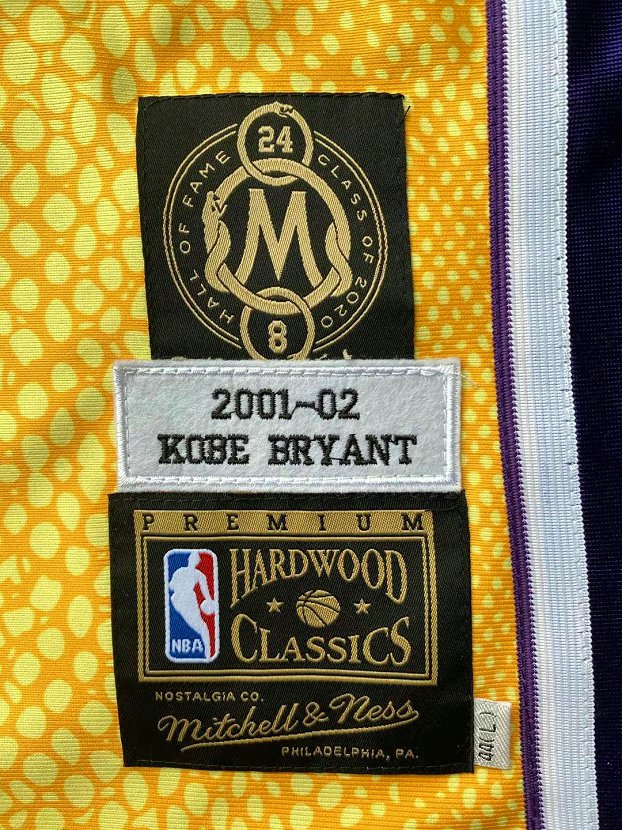 24
HALL OF FAME
M
CLASS OF 2020
8
2001-02
KOBE BRYANT
PREMIUM
NBA
HARDWOOD
CLASSICS
NOSTALGIA CO.
Mitchell & Ness
PHILADELPHIA, PA.
44(L)